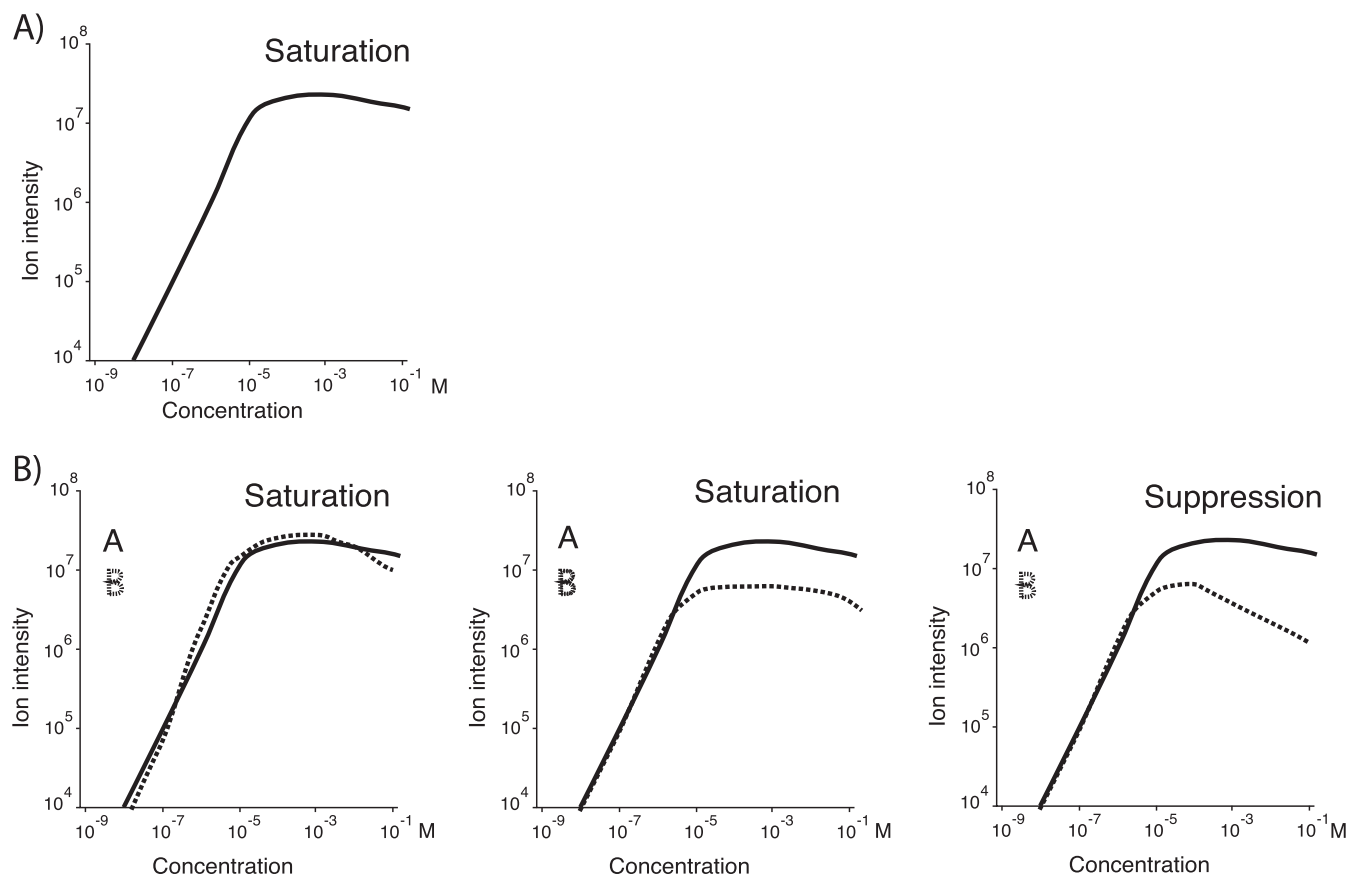 A)
Saturation
10^8
10^7
10^6
10^5
10^4
Ion intensity
10^-9 10^-7 10^-5 10^-3 10^-1 M
Concentration
B)
Saturation
A
B
10^8
10^7
10^6
10^5
10^4
Ion intensity
10^-9 10^-7 10^-5 10^-3 10^-1 M
Concentration
Saturation
A
B
10^8
10^7
10^6
10^5
10^4
Ion intensity
10^-9 10^-7 10^-5 10^-3 10^-1 M
Concentration
Suppression
A
B
10^8
10^7
10^6
10^5
10^4
Ion intensity
10^-9 10^-7 10^-5 10^-3 10^-1 M
Concentration